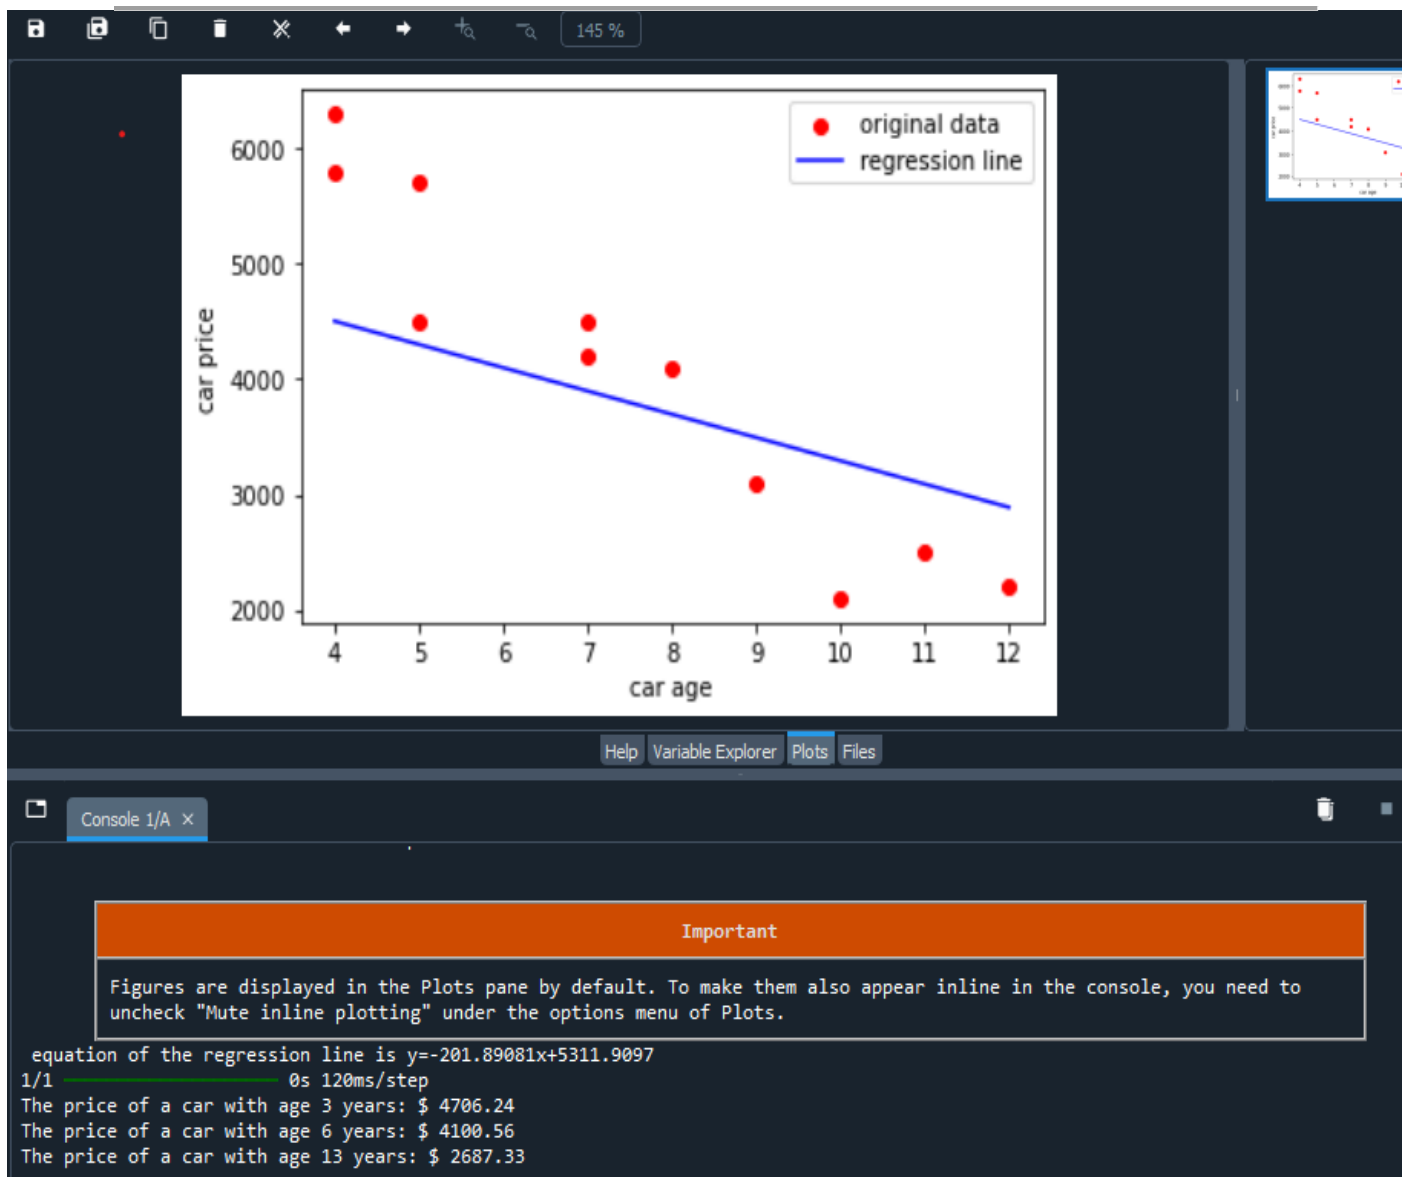 145 %
original data
regression line
6000
5000
4000
3000
2000
car price
4 5 6 7 8 9 10 11 12
car age
Help Variable Explorer Plots Files
Console 1/A ×
Important
Figures are displayed in the Plots pane by default. To make them also appear inline in the console, you need to
uncheck "Mute inline plotting" under the options menu of Plots.
equation of the regression line is y=-201.89081x+5311.9097
1/1 ━━━━━━━━━━━━━━━━━━━━ 0s 120ms/step
The price of a car with age 3 years: $ 4706.24
The price of a car with age 6 years: $ 4100.56
The price of a car with age 13 years: $ 2687.33